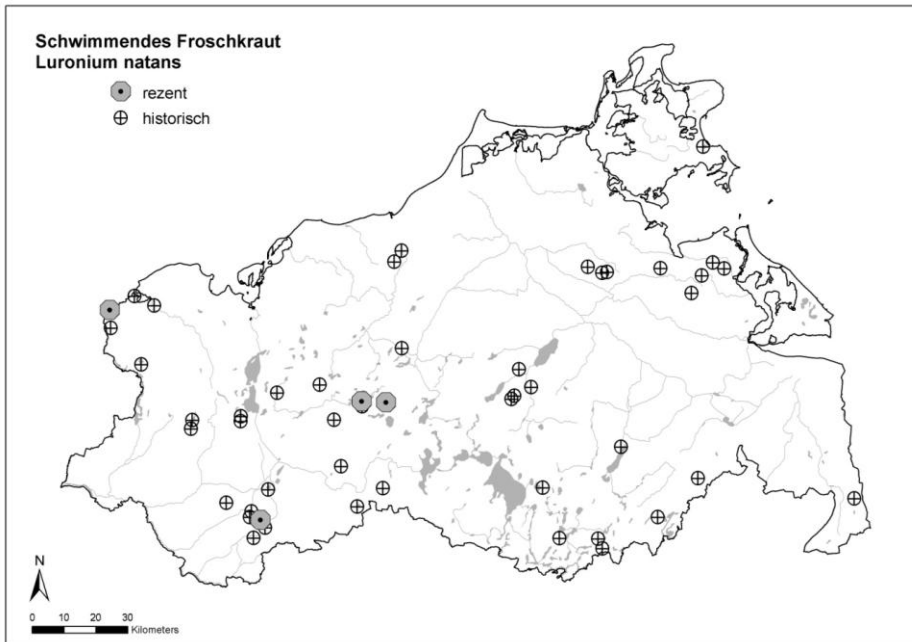 Schwimmendes Froschkraut
Luronium natans
rezent
historisch
N
0 10 20 30
Kilometers